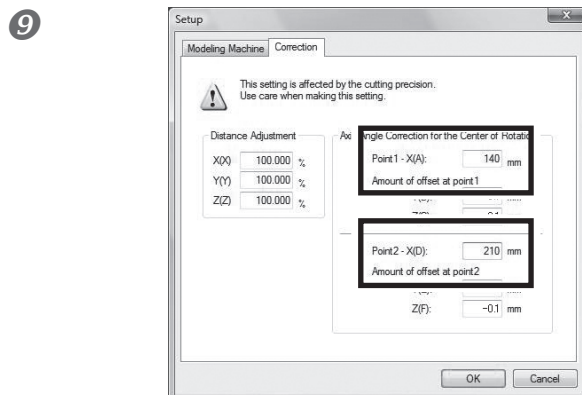 9
Setup
Modeling Machine Correction
This setting is affected by the cutting precision.
Use care when making this setting.
Distance Adjustment
X(X) 100.000 %
Y(Y) 100.000 %
Z(Z) 100.000 %
Angle Correction for the Center of
Point1 - X(A): 140 mm
Amount of offset at point1
Point2 - X(D): 210 mm
Amount of offset at point2
Z(F): -0.1 mm
OK Cancel